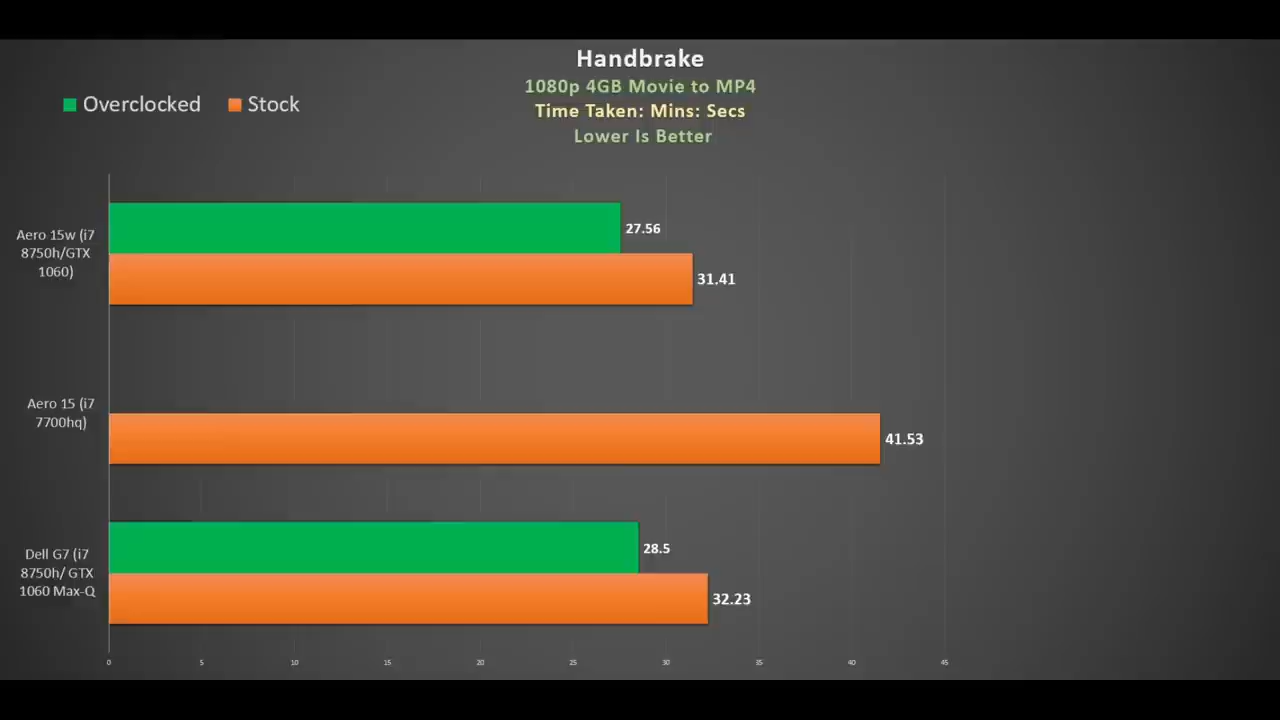 Handbrake
1080p 4GB Movie to MP4
Time Taken: Mins: Secs
Lower Is Better
Overclocked
Stock
Aero 15w (i7
8750h/GTX
1060)
27.56
31.41
Aero 15 (i7
7700hq)
41.53
Dell G7 (i7
8750h/ GTX
1060 Max-Q
28.5
32.23
0 5 10 15 20 25 30 35 40 45